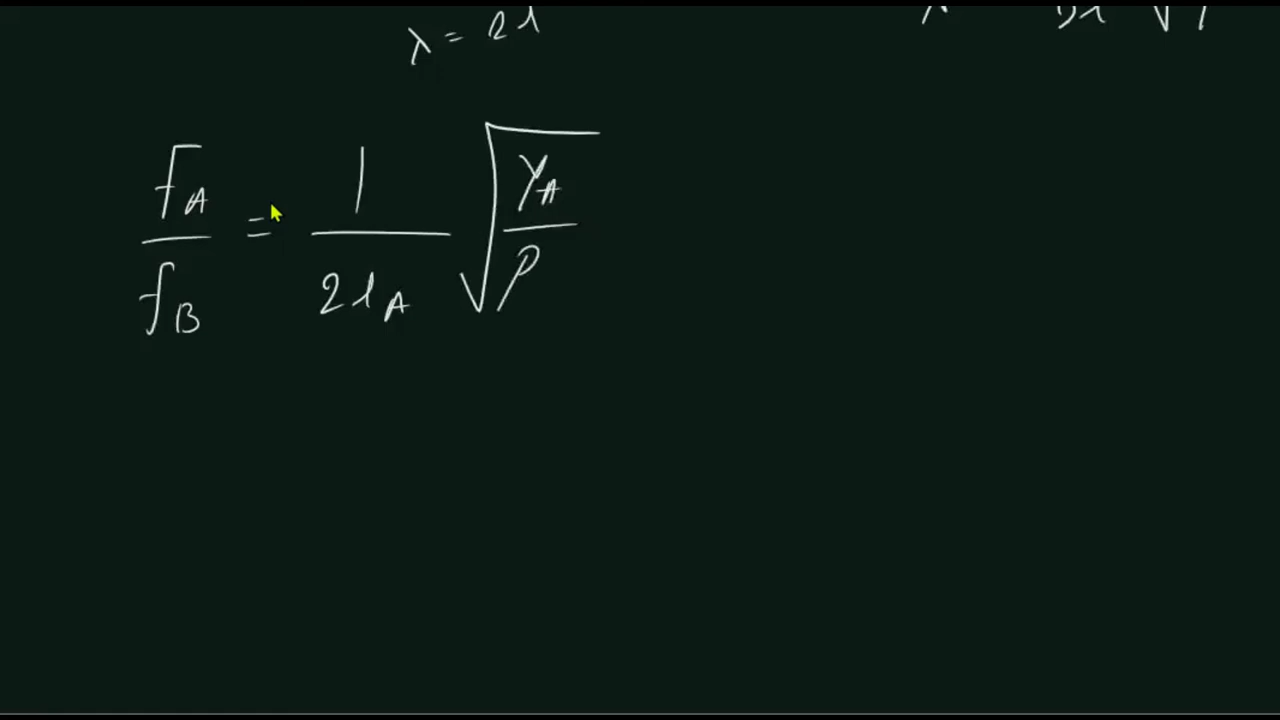 λ = 2l
f_A / f_B = 1 / 2l_A √(Y_A / ρ)